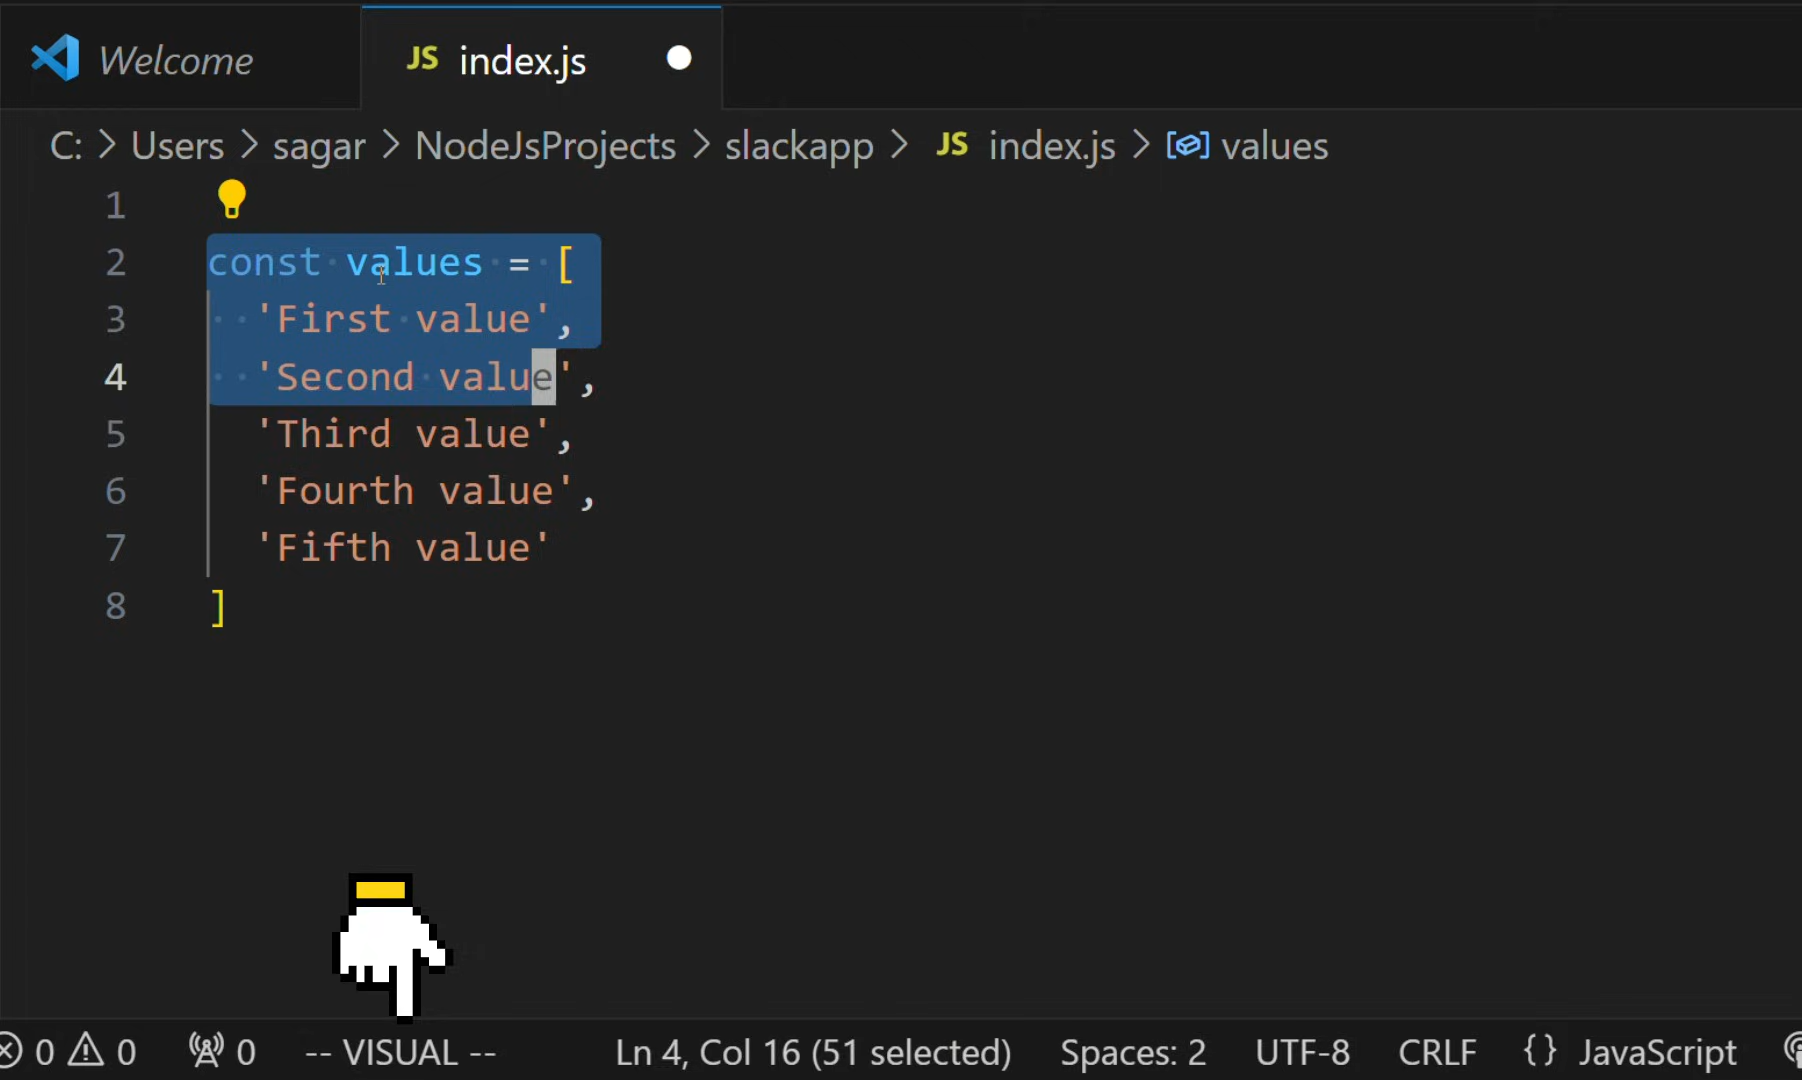 Welcome JS index.js
C: > Users > sagar > NodeJsProjects > slackapp > JS index.js > values
1
2 const values = [
3   'First value',
4   'Second value',
5   'Third value',
6   'Fourth value',
7   'Fifth value'
8 ]
0 0 0 -- VISUAL -- Ln 4, Col 16 (51 selected) Spaces: 2 UTF-8 CRLF {} JavaScript